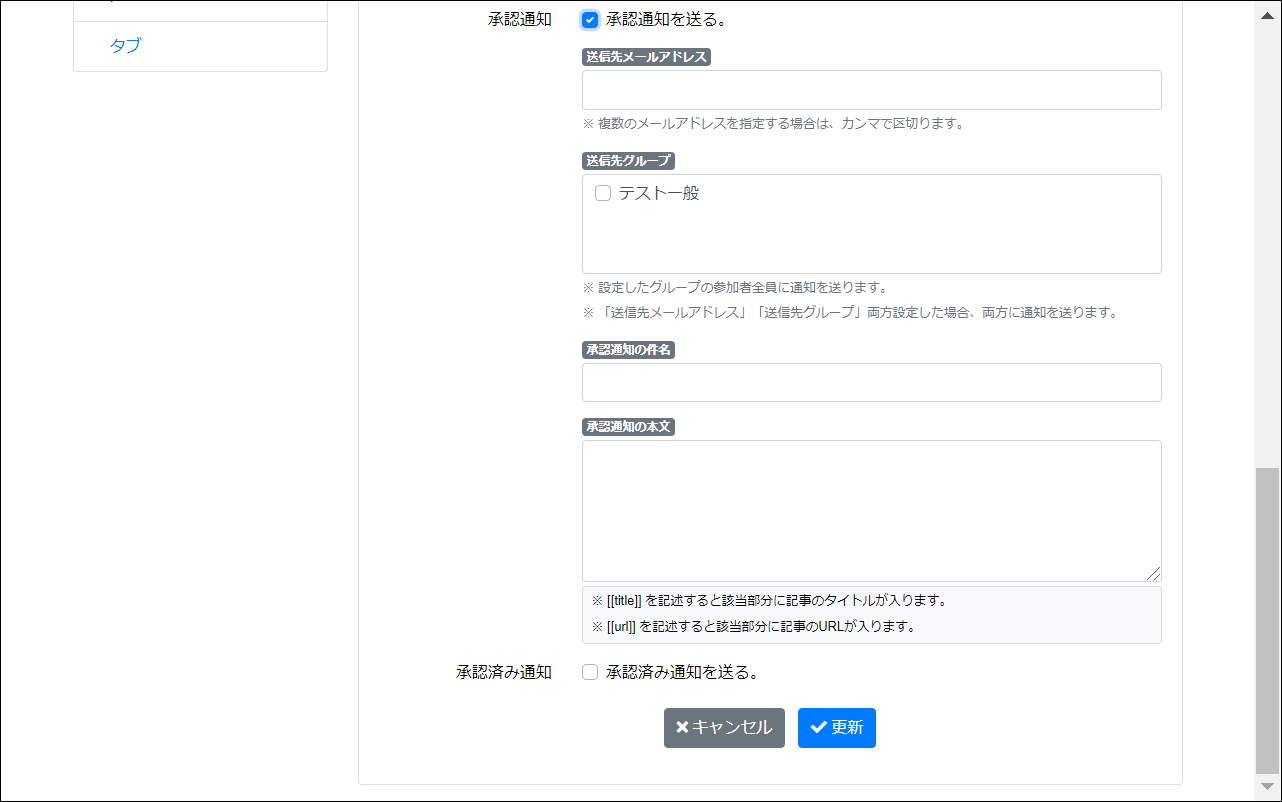 承認通知 承認通知を送る。
タブ
送信先メールアドレス
※ 複数のメールアドレスを指定する場合は、カンマで区切ります。
送信先グループ
テスト一般
※ 設定したグループの参加者全員に通知を送ります。
※ 「送信先メールアドレス」「送信先グループ」両方設定した場合、両方に通知を送ります。
承認通知の件名
承認通知の本文
※ [[title]] を記述すると該当部分に記事のタイトルが入ります。
※ [[url]] を記述すると該当部分に記事のURLが入ります。
承認済み通知 承認済み通知を送る。
キャンセル 更新